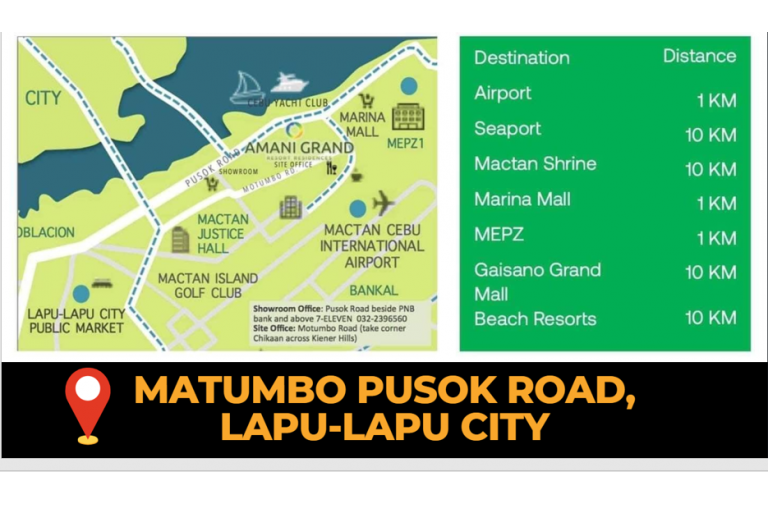 CITY
CEBU YACHT CLUB
MARINA
MALL
MEPZ1
AMANI GRAND
RESORT RESIDENCES
SITE OFFICE
PUSOK ROAD
SHOWROOM
MOTUMBO RD
OBLACION
MACTAN
JUSTICE
HALL
MACTAN CEBU
INTERNATIONAL
AIRPORT
MACTAN ISLAND
GOLF CLUB
BANKAL
LAPU-LAPU CITY
PUBLIC MARKET
Showroom Office: Pusok Road beside PNB
bank and above 7-ELEVEN 032-2396560
Site Office: Motumbo Road (take corner
Chikaan across Kiener Hills)
Destination Distance
Airport 1 KM
Seaport 10 KM
Mactan Shrine 10 KM
Marina Mall 1 KM
MEPZ 1 KM
Gaisano Grand 10 KM
Mall
Beach Resorts 10 KM
MATUMBO PUSOK ROAD,
LAPU-LAPU CITY